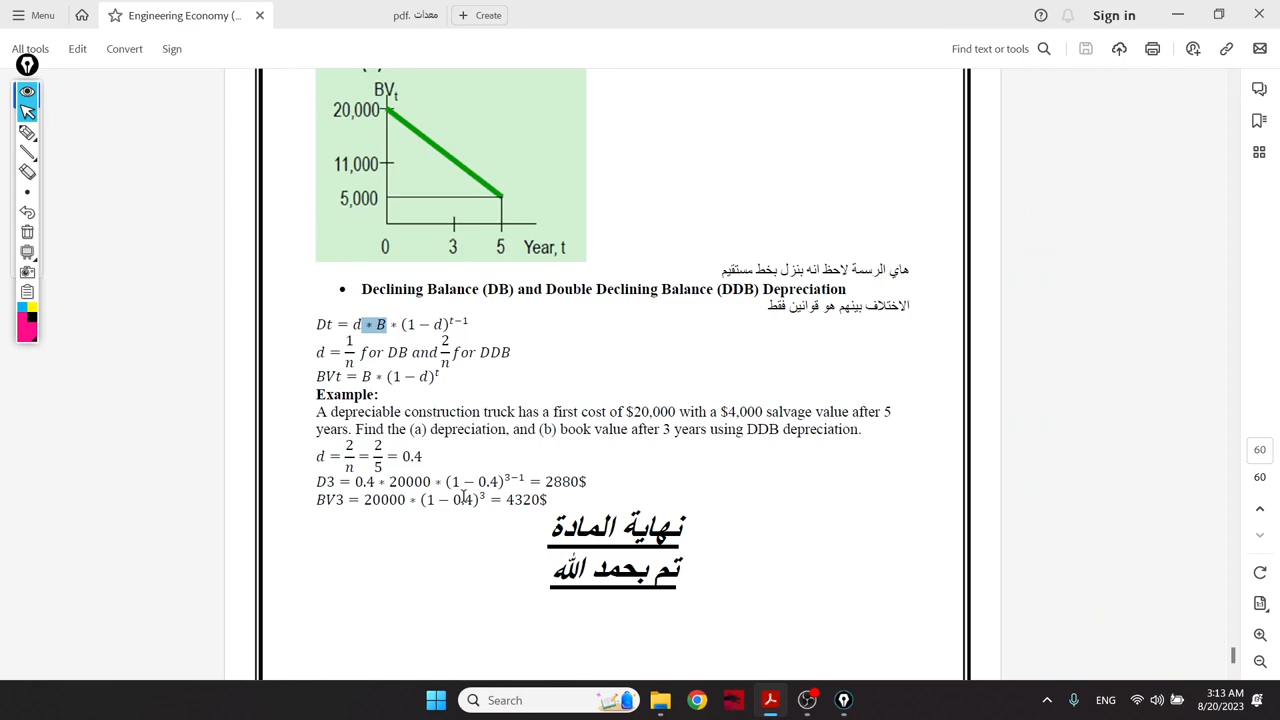 Menu
Engineering Economy (...
معدات .pdf
Create
Sign in
All tools
Edit
Convert
Sign
Find text or tools
BVt
20,000
11,000
5,000
0 3 5 Year, t
هاي الرسمة لاحظ انه بنزل بخط مستقيم
• Declining Balance (DB) and Double Declining Balance (DDB) Depreciation
الاختلاف بينهم هو قوانين فقط
Dt = d ∗ B ∗ (1 − d)^{t−1}
d = 1/n for DB and 2/n for DDB
BVt = B ∗ (1 − d)^t
Example:
A depreciable construction truck has a first cost of $20,000 with a $4,000 salvage value after 5
years. Find the (a) depreciation, and (b) book value after 3 years using DDB depreciation.
d = 2/n = 2/5 = 0.4
D3 = 0.4 ∗ 20000 ∗ (1 − 0.4)^{3−1} = 2880$
BV3 = 20000 ∗ (1 − 0.4)^3 = 4320$
نهاية المادة
تم بحمد الله
60
60
Search
ENG
3:13 AM
8/20/2023